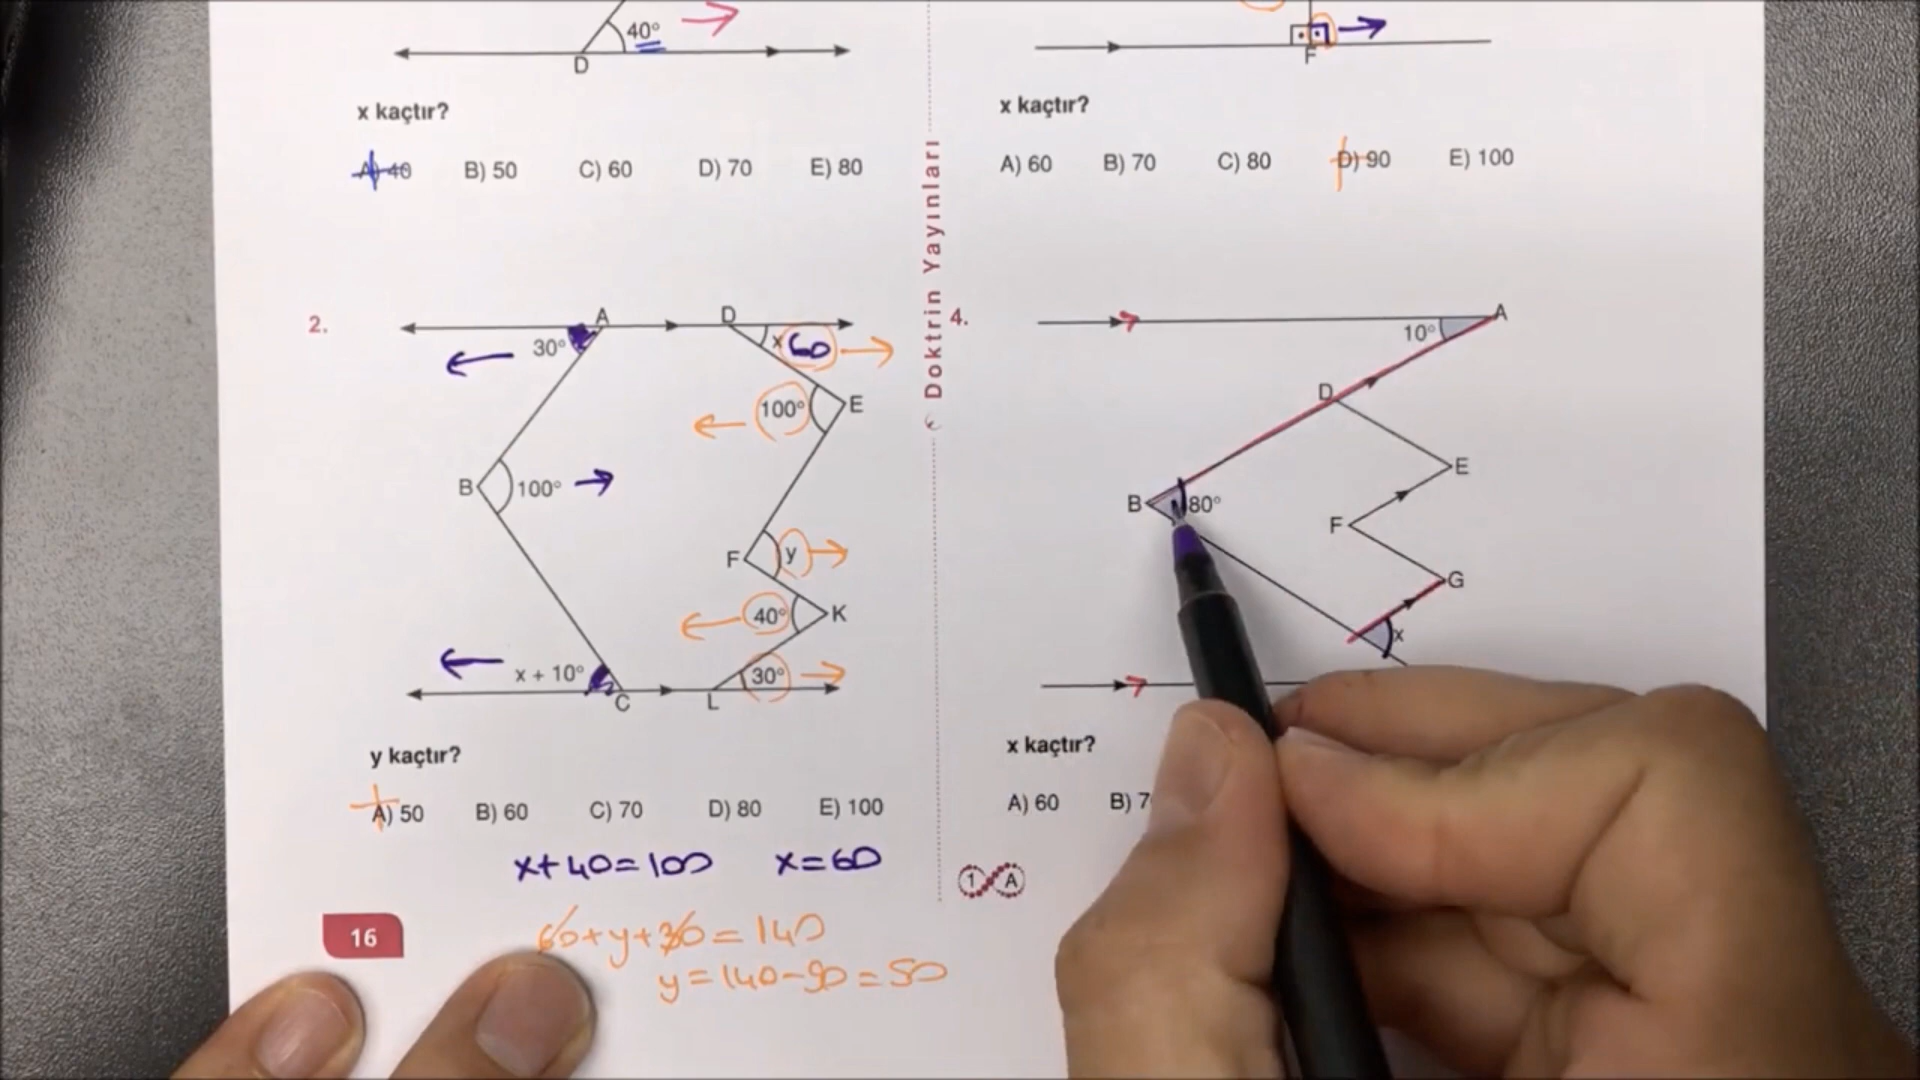 40°
D
x kaçtır?
A) 40 B) 50 C) 60 D) 70 E) 80
F
x kaçtır?
A) 60 B) 70 C) 80 D) 90 E) 100
Doktrin Yayınları
2.
A D
30° x 60
100° E
B 100°
F y
40° K
x + 10° 30°
C L
y kaçtır?
A) 50 B) 60 C) 70 D) 80 E) 100
x+40=100 x=60
60+y+30=140
y=140-90=50
16
4.
A
10°
D
E
B 80°
F
G
x
x kaçtır?
A) 60 B) 7
1 A